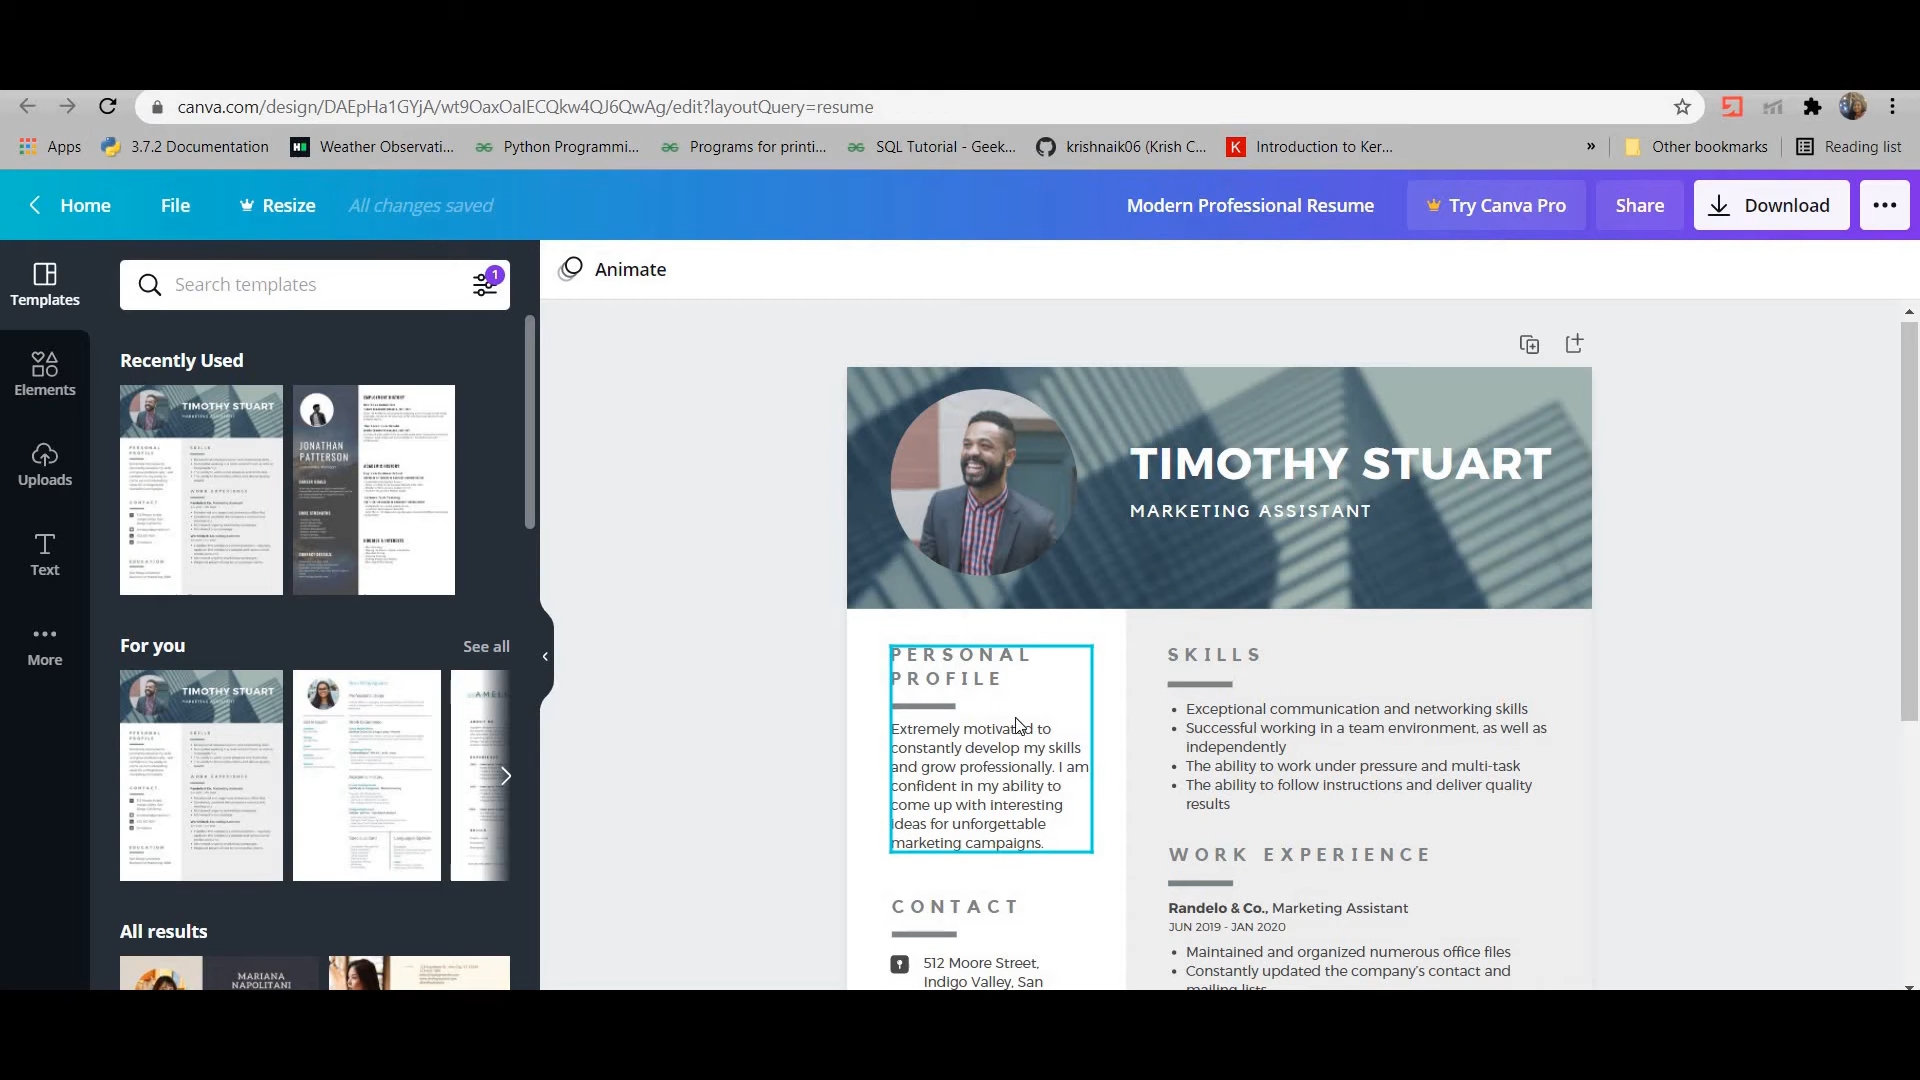 canva.com/design/DAEpHa1GYjA/wt9OaxOaIECQkw4QJ6QwAg/edit?layoutQuery=resume
Apps
3.7.2 Documentation
Weather Observati...
Python Programmi...
Programs for printi...
SQL Tutorial - Geek...
krishnaik06 (Krish C...
Introduction to Ker...
»
Other bookmarks
Reading list
Home
File
Resize
All changes saved
Modern Professional Resume
Try Canva Pro
Share
Download
Templates
Elements
Uploads
Text
More
Search templates
1
Animate
Recently Used
TIMOTHY STUART
JONATHAN
PATTERSON
For you
See all
TIMOTHY STUART
All results
MARIANA
NAPOLITANI
TIMOTHY STUART
MARKETING ASSISTANT
PERSONAL
PROFILE
Extremely motivated to
constantly develop my skills
and grow professionally. I am
confident in my ability to
come up with interesting
ideas for unforgettable
marketing campaigns.
CONTACT
512 Moore Street,
Indigo Valley, San
SKILLS
• Exceptional communication and networking skills
• Successful working in a team environment, as well as
independently
• The ability to work under pressure and multi-task
• The ability to follow instructions and deliver quality
results
WORK EXPERIENCE
Randelo & Co., Marketing Assistant
JUN 2019 - JAN 2020
• Maintained and organized numerous office files
• Constantly updated the company's contact and
mailing lists